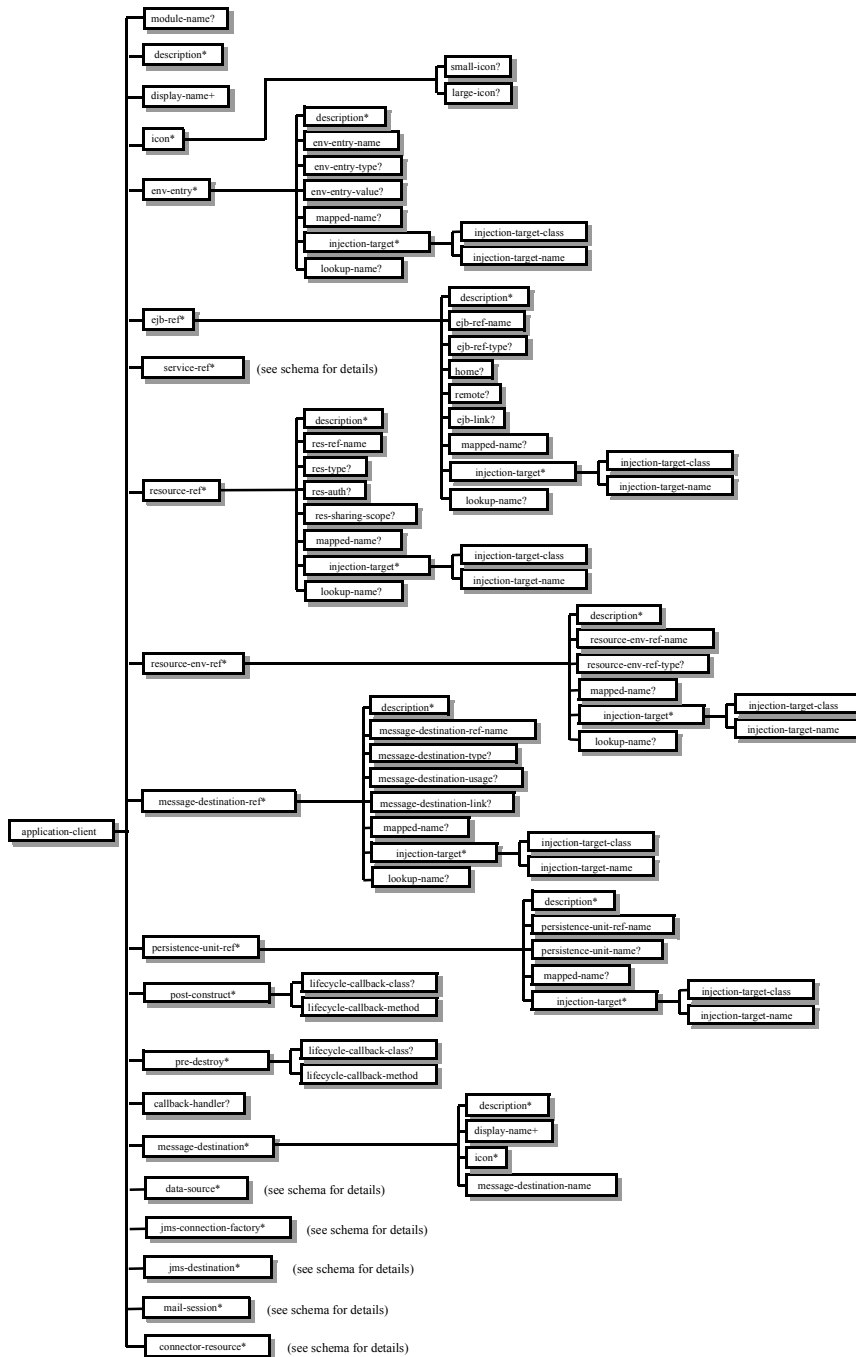 module-name?
description*
display-name+
icon*
small-icon?
large-icon?
env-entry*
description*
env-entry-name
env-entry-type?
env-entry-value?
mapped-name?
injection-target*
injection-target-class
injection-target-name
lookup-name?
ejb-ref*
description*
ejb-ref-name
ejb-ref-type?
home?
remote?
ejb-link?
mapped-name?
injection-target*
injection-target-class
injection-target-name
lookup-name?
service-ref* (see schema for details)
resource-ref*
description*
res-ref-name
res-type?
res-auth?
res-sharing-scope?
mapped-name?
injection-target*
injection-target-class
injection-target-name
lookup-name?
resource-env-ref*
description*
resource-env-ref-name
resource-env-ref-type?
mapped-name?
injection-target*
injection-target-class
injection-target-name
lookup-name?
application-client
message-destination-ref*
description*
message-destination-ref-name
message-destination-type?
message-destination-usage?
message-destination-link?
mapped-name?
injection-target*
injection-target-class
injection-target-name
lookup-name?
persistence-unit-ref*
description*
persistence-unit-ref-name
persistence-unit-name?
mapped-name?
injection-target*
injection-target-class
injection-target-name
post-construct*
lifecycle-callback-class?
lifecycle-callback-method
pre-destroy*
lifecycle-callback-class?
lifecycle-callback-method
callback-handler?
message-destination*
description*
display-name+
icon*
message-destination-name
data-source* (see schema for details)
jms-connection-factory* (see schema for details)
jms-destination* (see schema for details)
mail-session* (see schema for details)
connector-resource* (see schema for details)